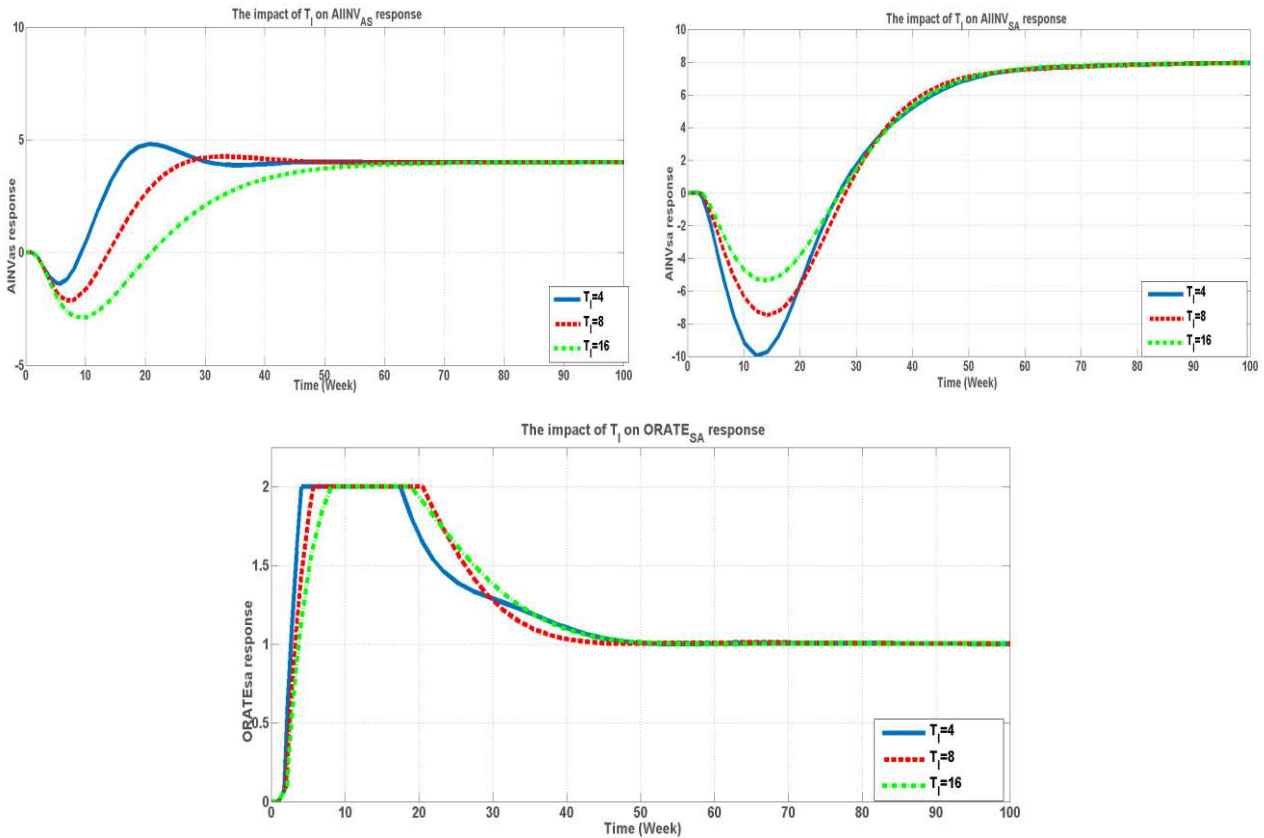 The impact of T_I on AIINV_AS response
10
5
0
-5
AINVas response
0 10 20 30 40 50 60 70 80 90 100
Time (Week)
T_I=4
T_I=8
T_I=16
The impact of T_I on AIINV_SA response
10
8
6
4
2
0
-2
-4
-6
-8
-10
AINVsa response
0 10 20 30 40 50 60 70 80 90 100
Time (Week)
T_I=4
T_I=8
T_I=16
The impact of T_I on ORATE_SA response
2
1.5
1
0.5
0
ORATEsa response
0 10 20 30 40 50 60 70 80 90 100
Time (Week)
T_I=4
T_I=8
T_I=16